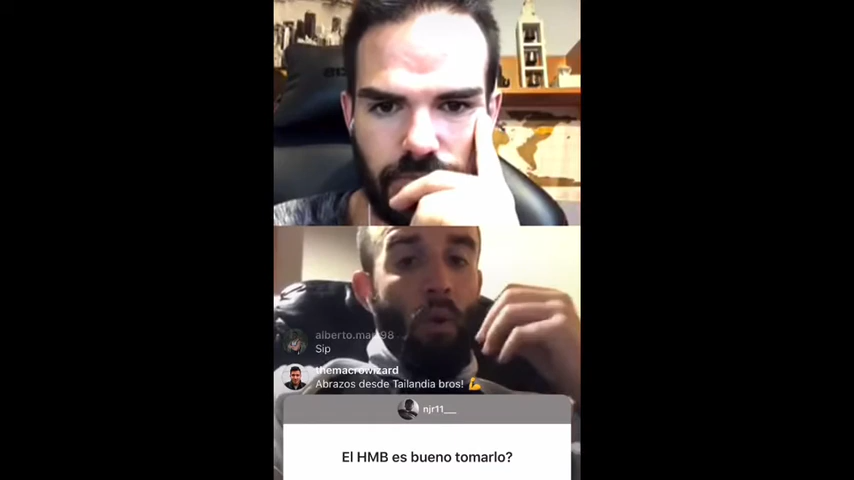 Sip
themacrowizard
Abrazos desde Tailandia bros! 💪
njr11___
El HMB es bueno tomarlo?